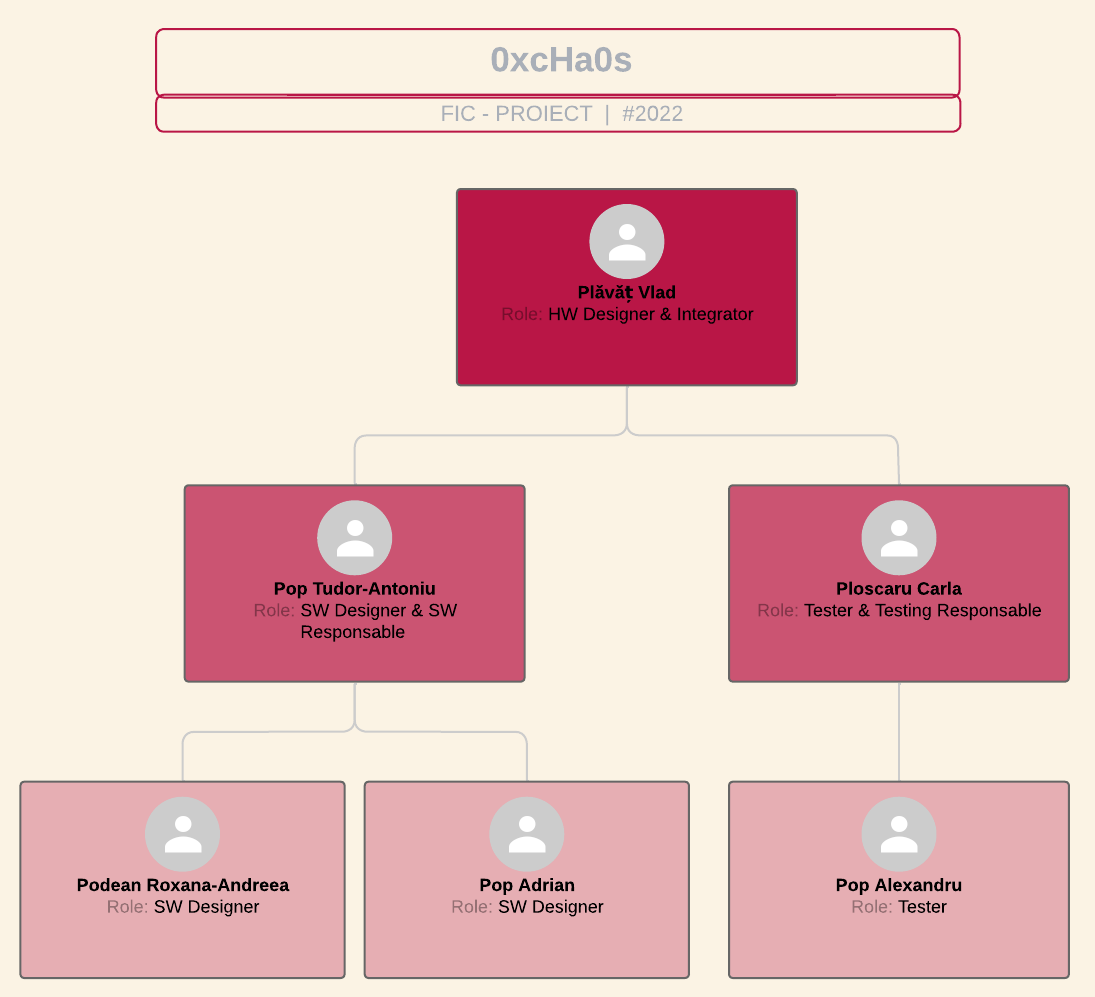 0xcHa0s
FIC - PROIECT | #2022
Plăvăț Vlad
Role: HW Designer & Integrator
Pop Tudor-Antoniu
Role: SW Designer & SW
Responsable
Ploscaru Carla
Role: Tester & Testing Responsable
Podean Roxana-Andreea
Role: SW Designer
Pop Adrian
Role: SW Designer
Pop Alexandru
Role: Tester